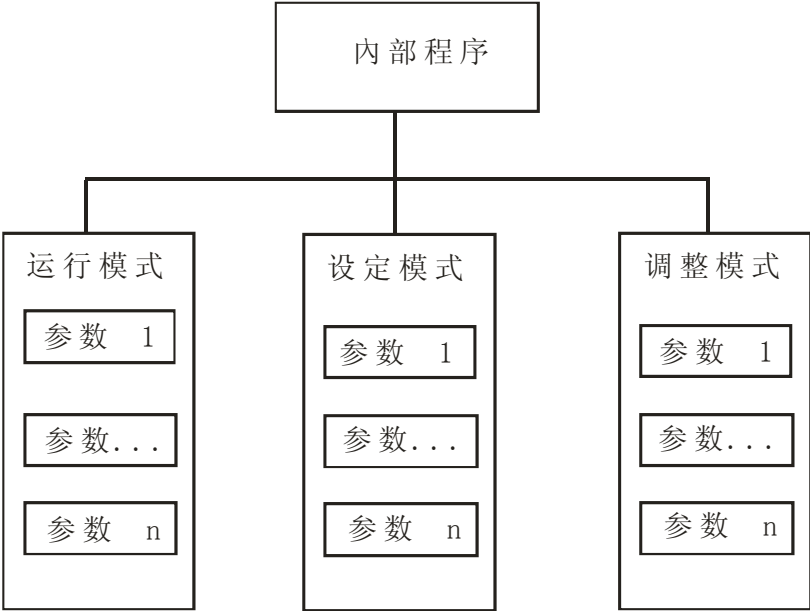 內部程序
运行模式
参数 1
参数...
参数 n
设定模式
参数 1
参数...
参数 n
调整模式
参数 1
参数...
参数 n